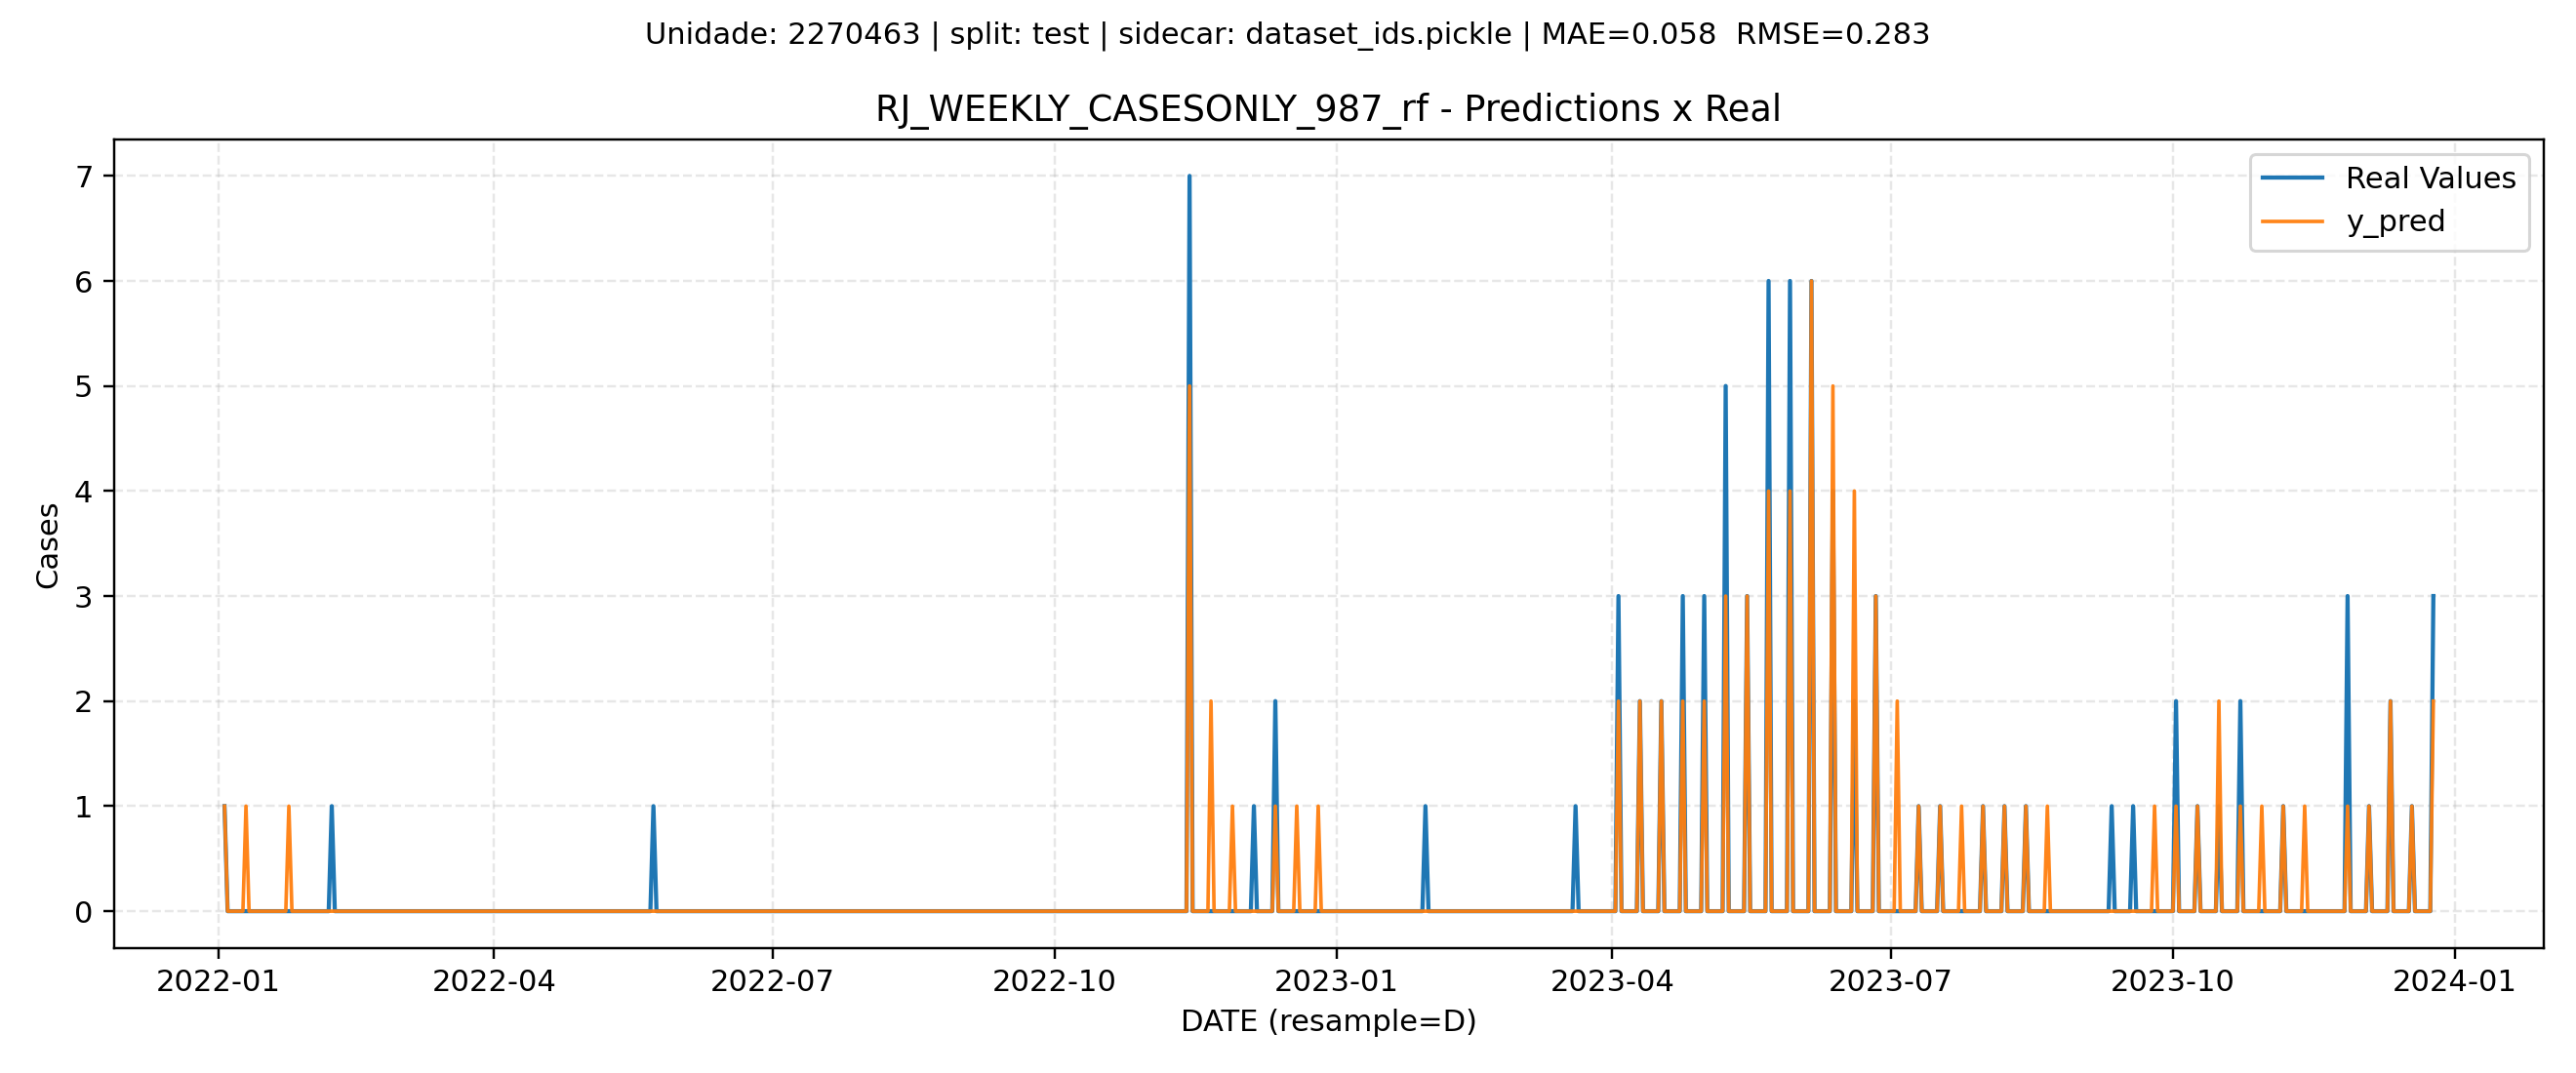 Unidade: 2270463 | split: test | sidecar: dataset_ids.pickle | MAE=0.058  RMSE=0.283
RJ_WEEKLY_CASESONLY_987_rf - Predictions x Real
Real Values
y_pred
7
6
5
4
3
2
1
0
Cases
2022-01
2022-04
2022-07
2022-10
2023-01
2023-04
2023-07
2023-10
2024-01
DATE (resample=D)